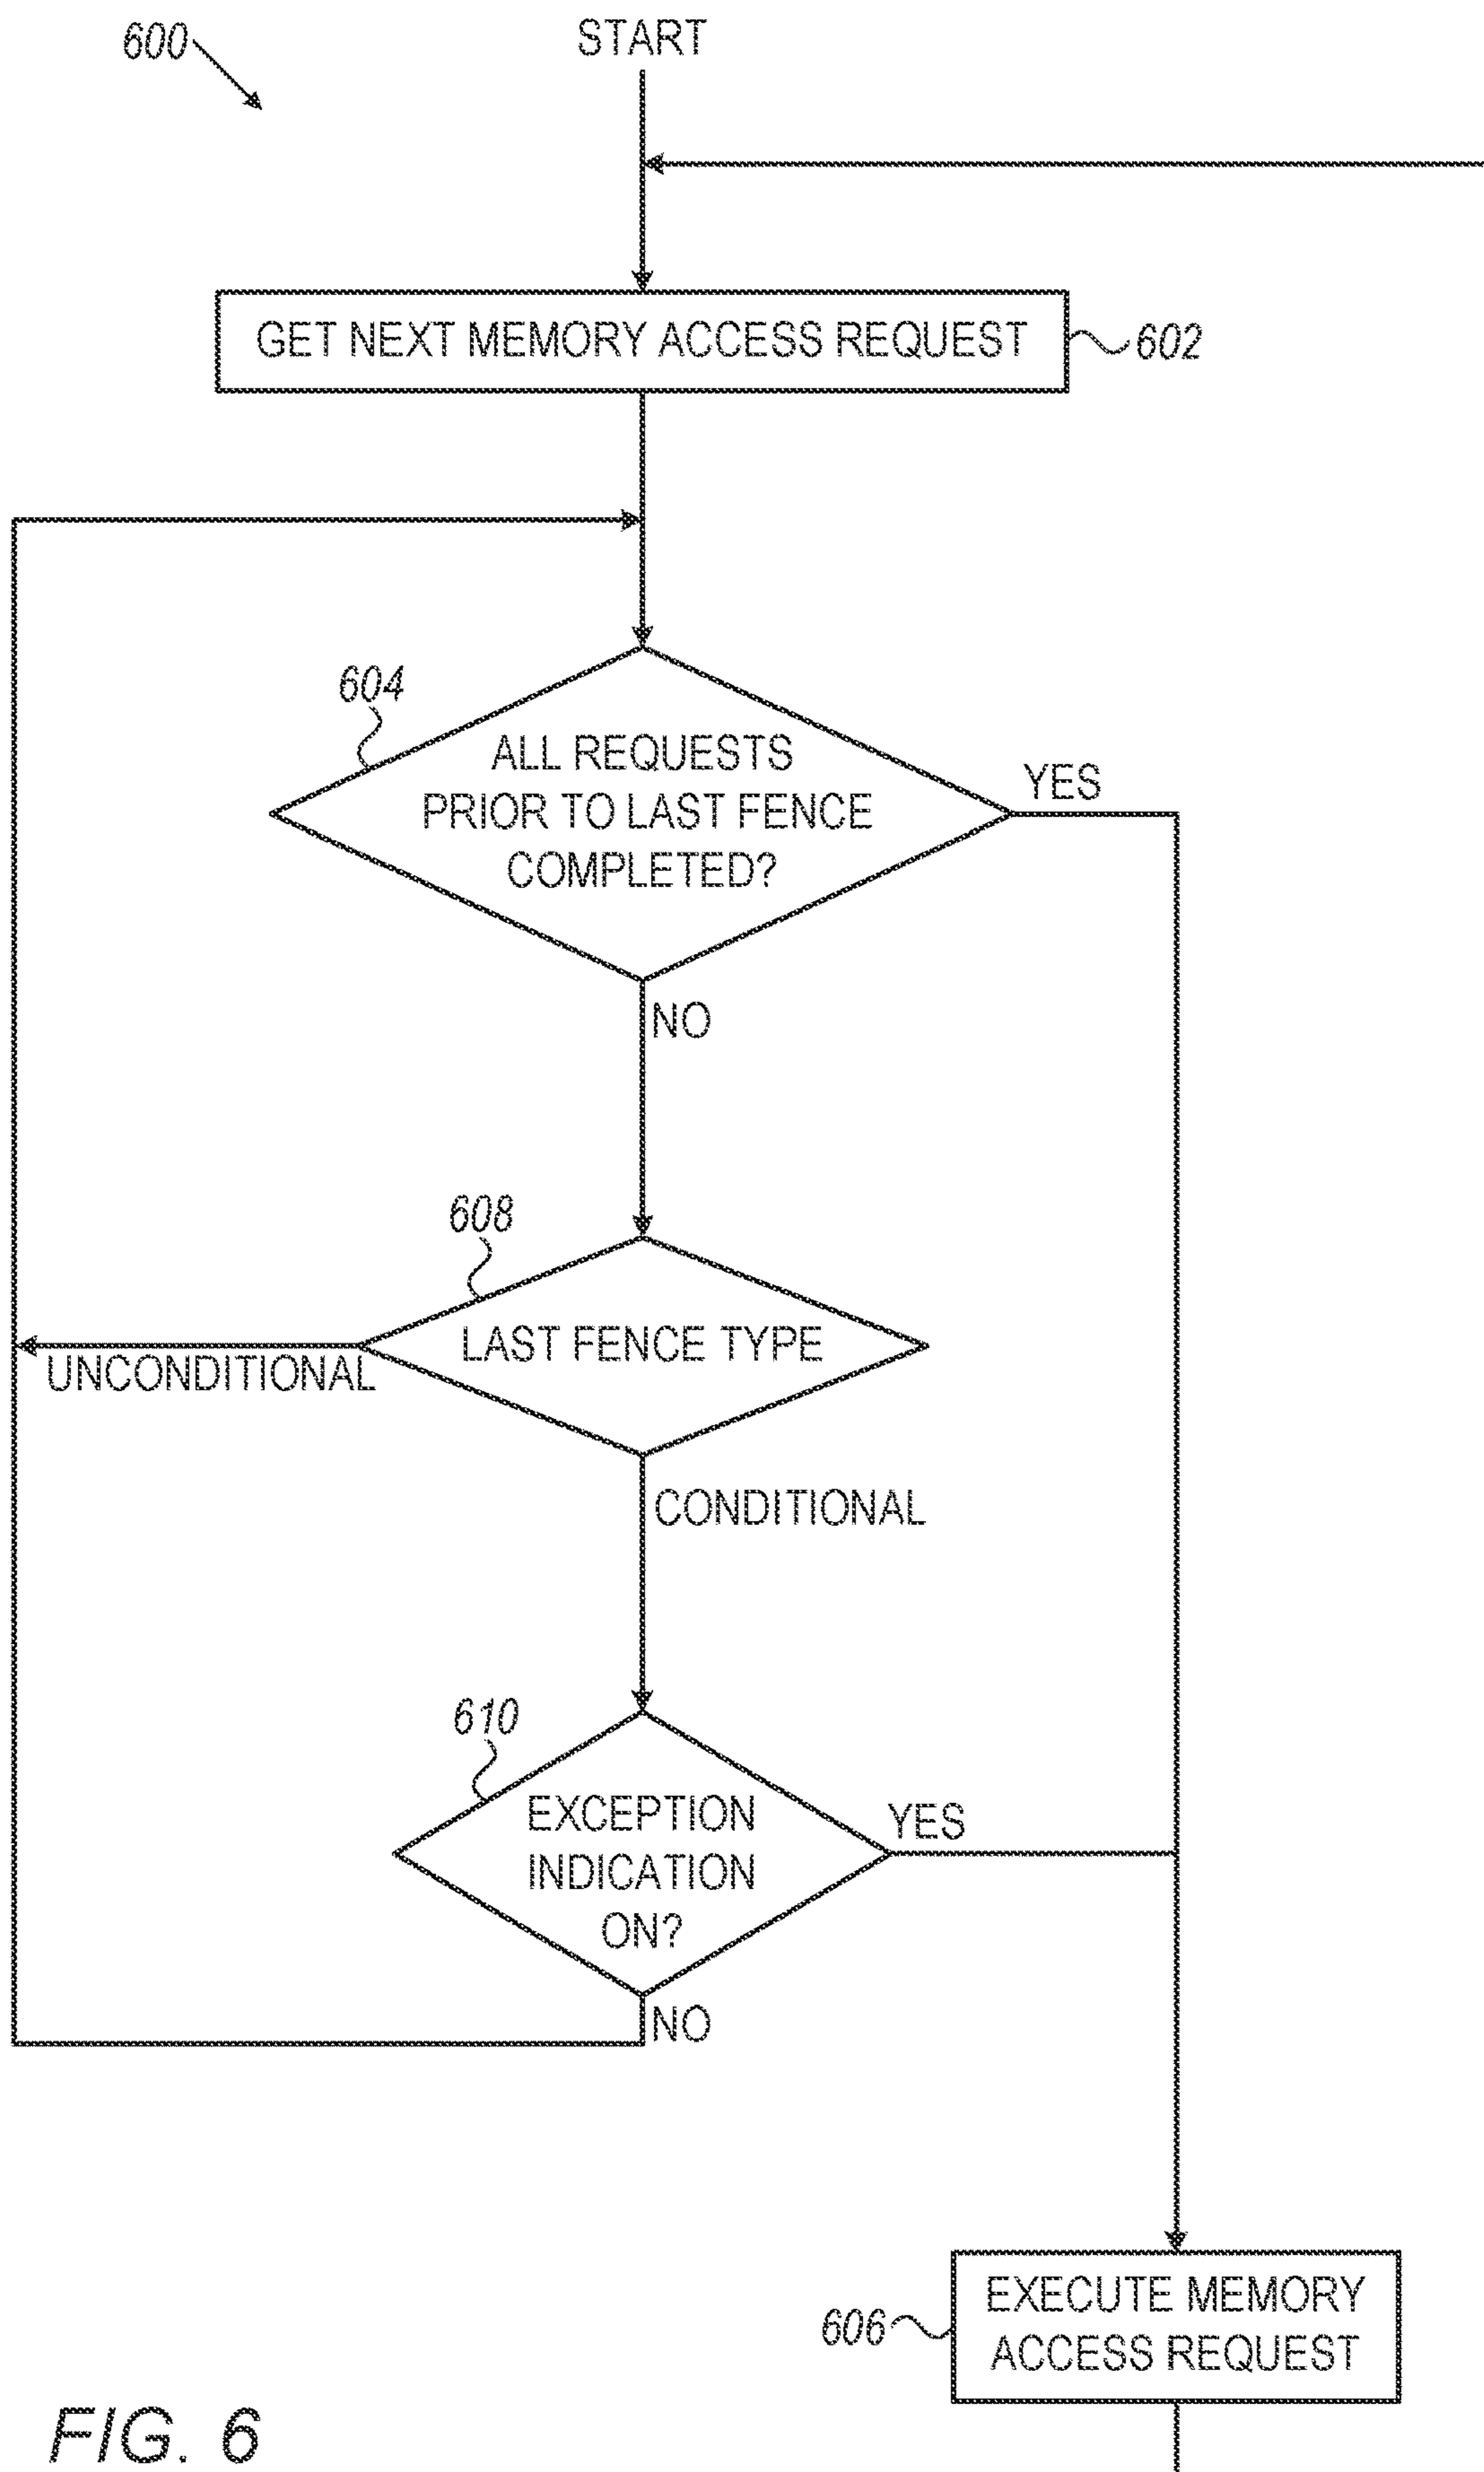 600
START
GET NEXT MEMORY ACCESS REQUEST
602
604
ALL REQUESTS
PRIOR TO LAST FENCE
COMPLETED?
YES
NO
608
LAST FENCE TYPE
UNCONDITIONAL
CONDITIONAL
610
EXCEPTION
INDICATION
ON?
YES
NO
606
EXECUTE MEMORY
ACCESS REQUEST
FIG. 6